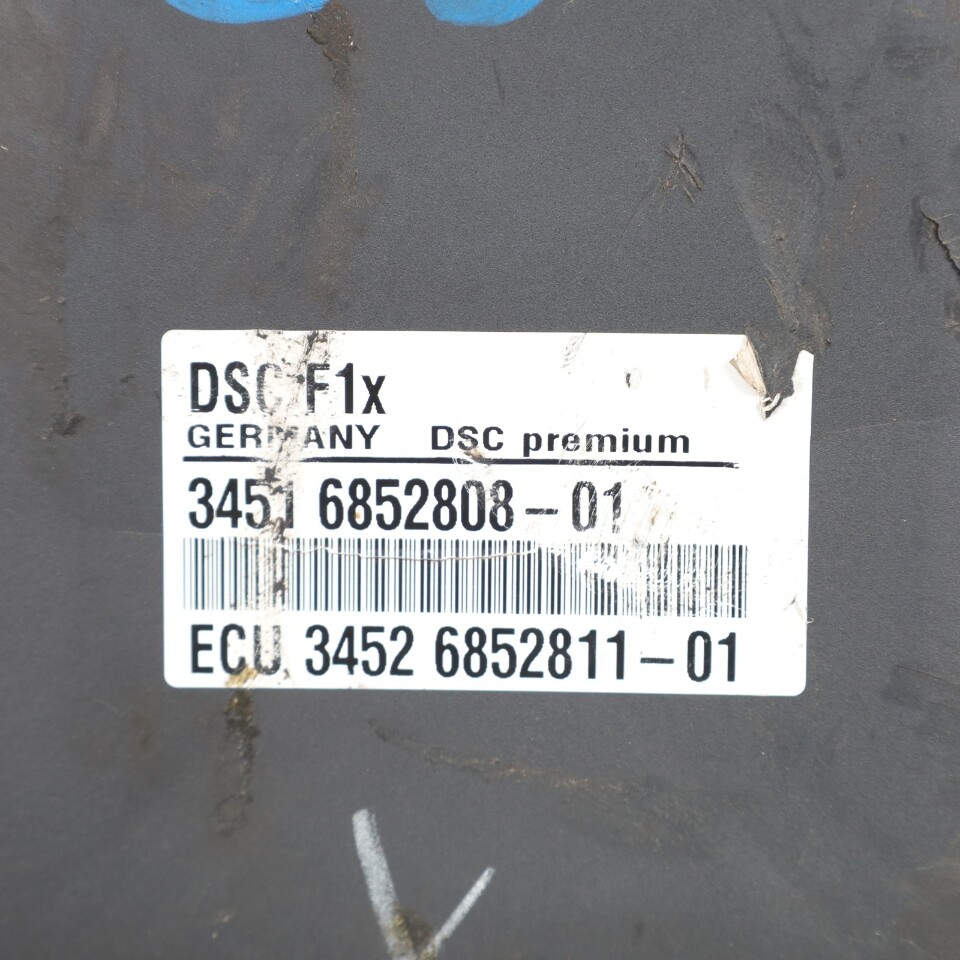 DSC F1x
GERMANY DSC premium
3451 6852808-01
ECU 3452 6852811-01